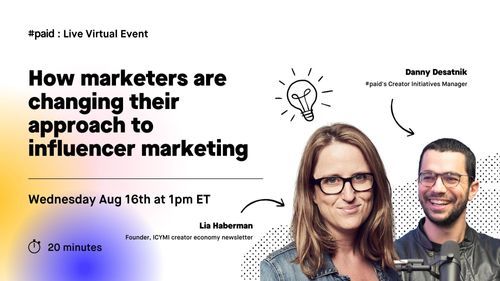 #paid : Live Virtual Event
How marketers are
changing their
approach to
influencer marketing
Wednesday Aug 16th at 1pm ET
20 minutes
Danny Desatnik
#paid's Creator Initiatives Manager
Lia Haberman
Founder, ICYMI creator economy newsletter